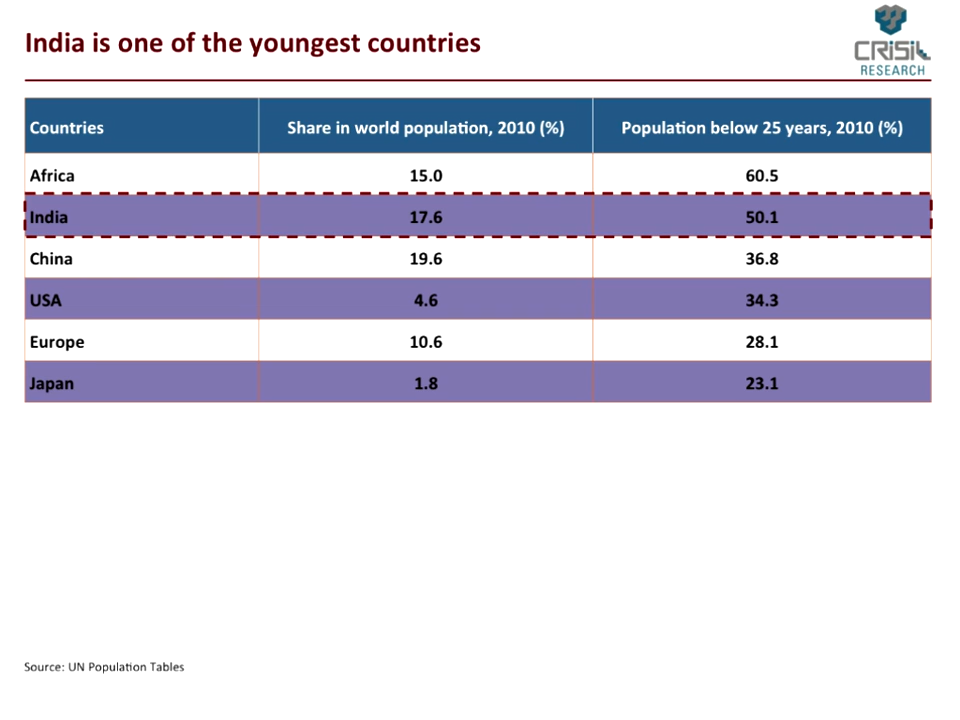 India is one of the youngest countries
CRISIL
RESEARCH
Countries Share in world population, 2010 (%) Population below 25 years, 2010 (%)
Africa 15.0 60.5
India 17.6 50.1
China 19.6 36.8
USA 4.6 34.3
Europe 10.6 28.1
Japan 1.8 23.1
Source: UN Population Tables